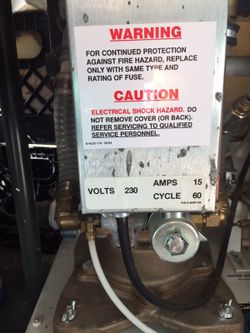 WARNING
FOR CONTINUED PROTECTION
AGAINST FIRE HAZARD, REPLACE
ONLY WITH SAME TYPE AND
RATING OF FUSE.
CAUTION
ELECTRICAL SHOCK HAZARD. DO
NOT REMOVE COVER (OR BACK).
REFER SERVICING TO QUALIFIED
SERVICE PERSONNEL.
VOLTS 230
AMPS 15
CYCLE 60